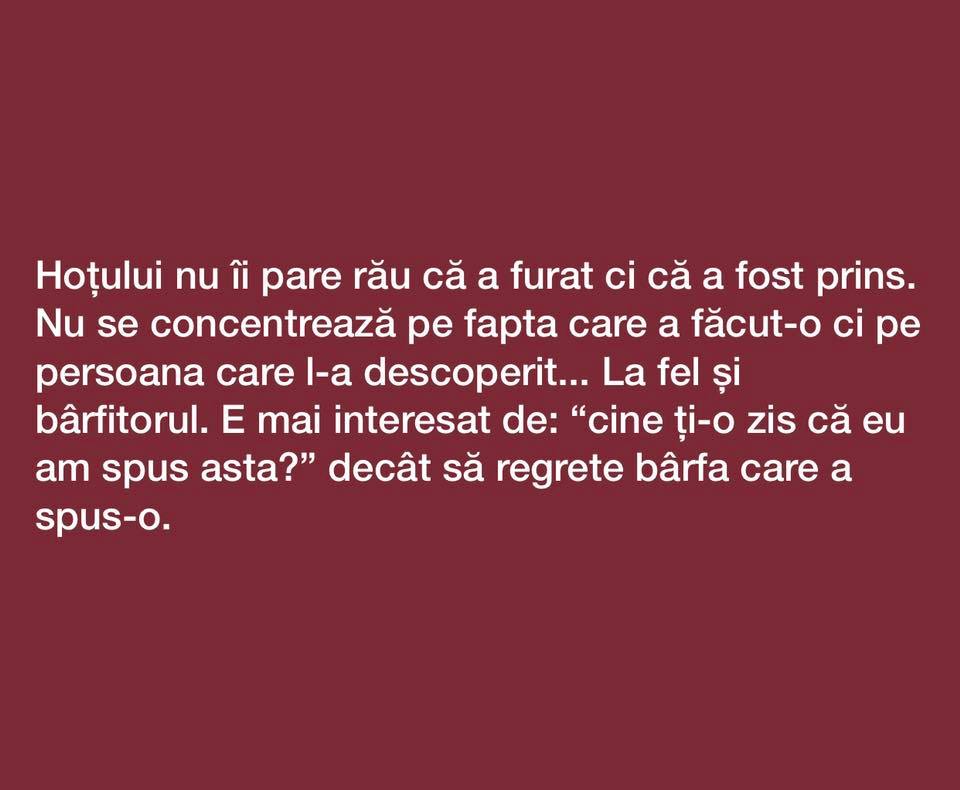 Hoțului nu îi pare rău că a furat ci că a fost prins.
Nu se concentrează pe fapta care a făcut-o ci pe
persoana care l-a descoperit... La fel și
bârfitorul. E mai interesat de: “cine ți-o zis că eu
am spus asta?” decât să regrete bârfa care a
spus-o.